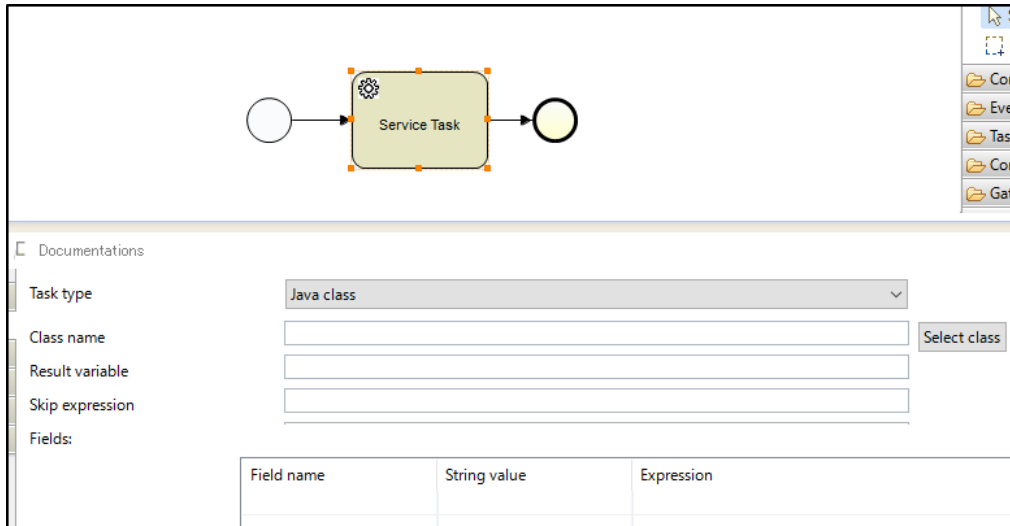 Service Task
Documentations
Task type
Java class
Class name
Select class
Result variable
Skip expression
Fields:
Field name
String value
Expression